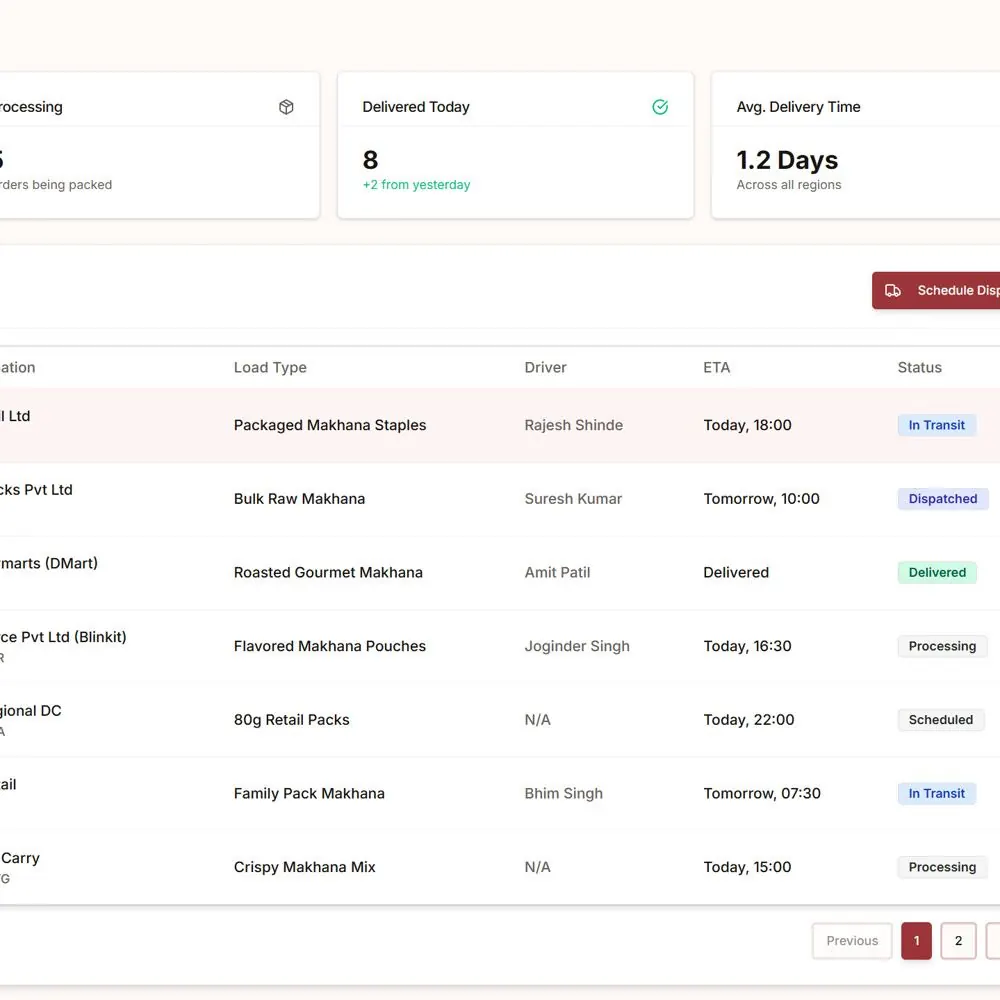 rocessing
Delivered Today
Avg. Delivery Time
5
8
1.2 Days
rders being packed
+2 from yesterday
Across all regions
Schedule Disp
ation
Load Type
Driver
ETA
Status
l Ltd
Packaged Makhana Staples
Rajesh Shinde
Today, 18:00
In Transit
cks Pvt Ltd
Bulk Raw Makhana
Suresh Kumar
Tomorrow, 10:00
Dispatched
marts (DMart)
Roasted Gourmet Makhana
Amit Patil
Delivered
Delivered
ce Pvt Ltd (Blinkit)
R
Flavored Makhana Pouches
Joginder Singh
Today, 16:30
Processing
gional DC
A
80g Retail Packs
N/A
Today, 22:00
Scheduled
ail
Family Pack Makhana
Bhim Singh
Tomorrow, 07:30
In Transit
Carry
G
Crispy Makhana Mix
N/A
Today, 15:00
Processing
Previous
1
2